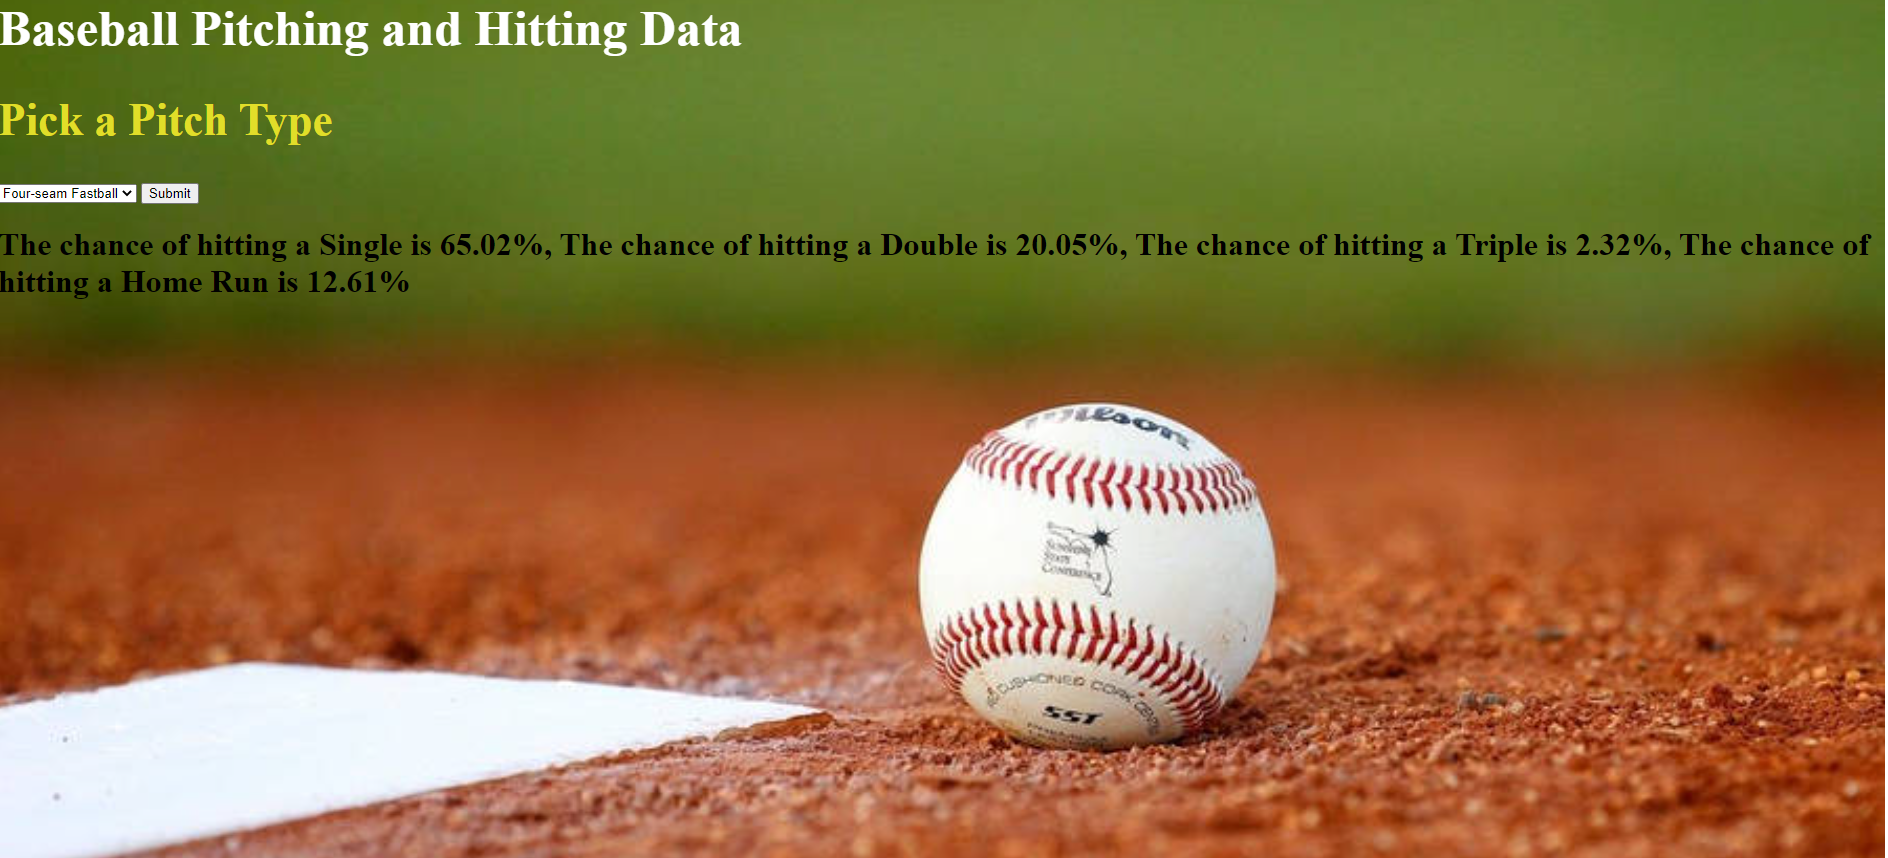 Baseball Pitching and Hitting Data
Pick a Pitch Type
Four-seam Fastball Submit
The chance of hitting a Single is 65.02%, The chance of hitting a Double is 20.05%, The chance of hitting a Triple is 2.32%, The chance of
hitting a Home Run is 12.61%
Wilson
SUNSHINE
STATE
CONFERENCE
CUSHIONED CORK CENTER
SST